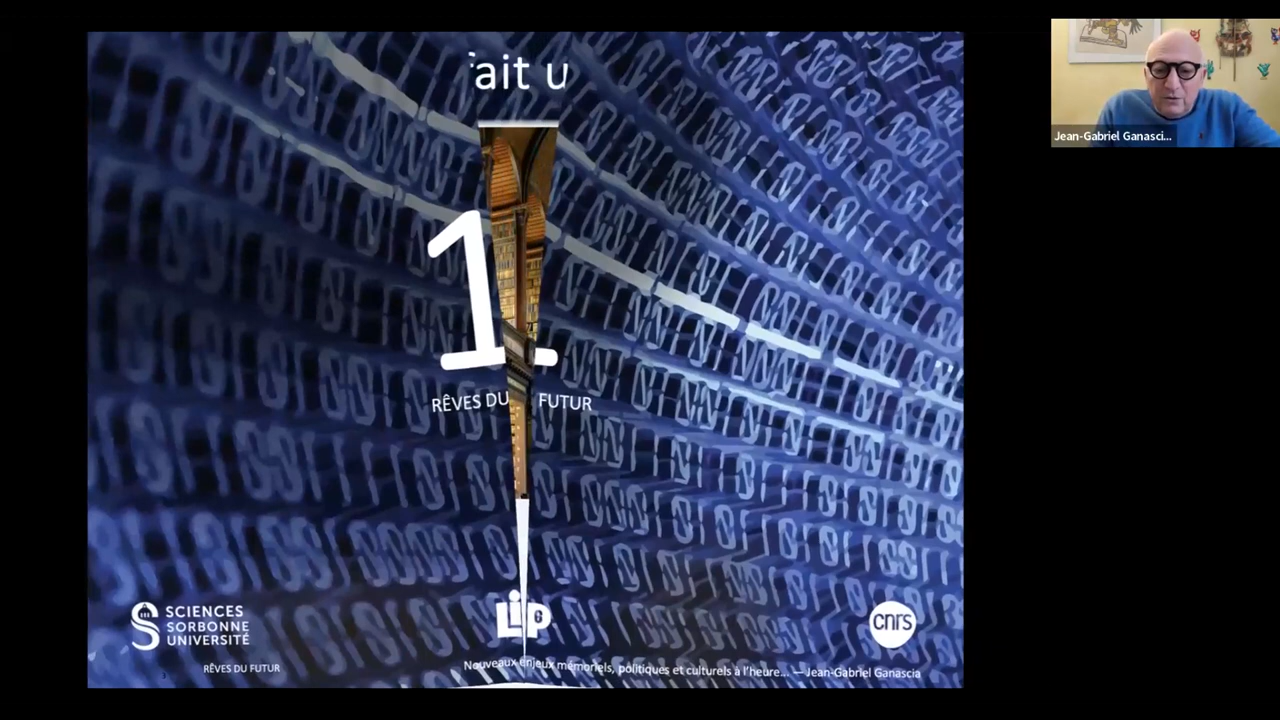 ait u
1
RÊVES DU FUTUR
SCIENCES
SORBONNE
UNIVERSITÉ
LIP6
cnrs
RÊVES DU FUTUR
Nouveaux enjeux mémoriels, politiques et culturels à l'heure... — Jean-Gabriel Ganascia
Jean-Gabriel Ganasci...